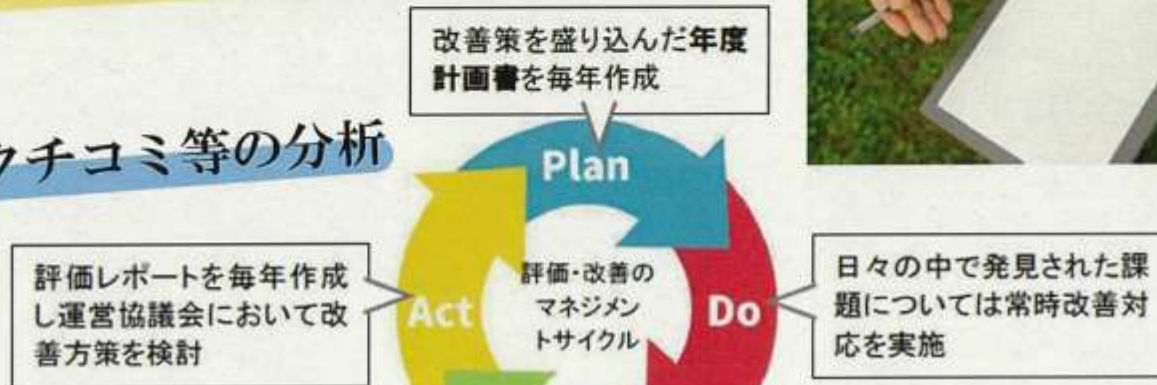 改善策を盛り込んだ年度
計画書を毎年作成
クチコミ等の分析
Plan
評価レポートを毎年作成
し運営協議会において改
善方策を検討
Act
評価・改善の
マネジメン
トサイクル
Do
日々の中で発見された課
題については常時改善対
応を実施